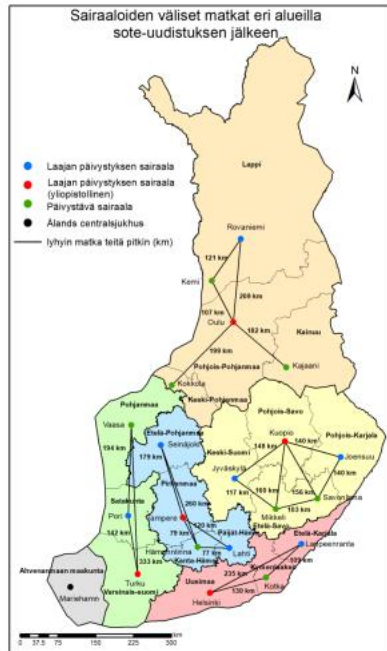 Sairaaloiden väliset matkat eri alueilla
sote-uudistuksen jälkeen
N
Lappi
Laajan päivystyksen sairaala
Laajan päivystyksen sairaala
(yliopistollinen)
Päivystävä sairaala
Ålands centralsjukhus
lyhyin matka teitä pitkin (km)
Rovaniemi
121 km
Kemi
208 km
107 km
Oulu
182 km
Kainuu
199 km
Pohjois-Pohjanmaa
Kajaani
Kokkola
Keski-Pohjanmaa
Pohjanmaa
Vaasa
Etelä-Pohjanmaa
Seinäjoki
194 km
179 km
Pohjois-Savo
Kuopio
Pohjois-Karjala
Keski-Suomi
148 km
140 km
Joensuu
Jyväskylä
140 km
Pirkanmaa
117 km
160 km
156 km
Savonlinna
103 km
Satakunta
260 km
Mikkeli
Etelä-Savo
Pori
Tampere
120 km
Päijät-Häme
142 km
79 km
Etelä-Karjala
Hämeenlinna
77 km
Lahti
Lappeenranta
333 km
Kanta-Häme
Kymenlaakso
Ahvenanmaan maakunta
Uusimaa
235 km
Turku
Kotka
Maarianhamn
Varsinais-suomi
Helsinki
130 km
0 37,5 75 150 225 300
km